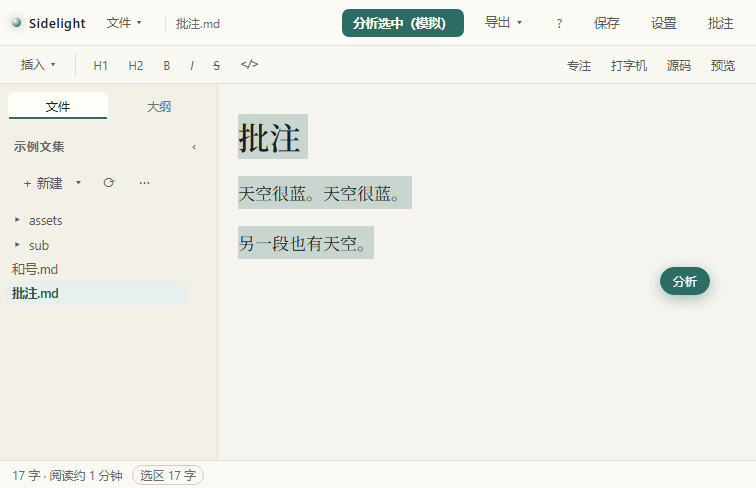 Sidelight 文件 ▾ 批注.md 分析选中（模拟） 导出 ▾ ? 保存 设置 批注
插入 ▾ H1 H2 B I S </> 专注 打字机 源码 预览
文件 大纲
示例文集 ‹
+ 新建 ▾ ⟳ ···
▸ assets
▸ sub
和号.md
批注.md
批注
天空很蓝。天空很蓝。
另一段也有天空。
分析
17 字 · 阅读约 1 分钟 选区 17 字